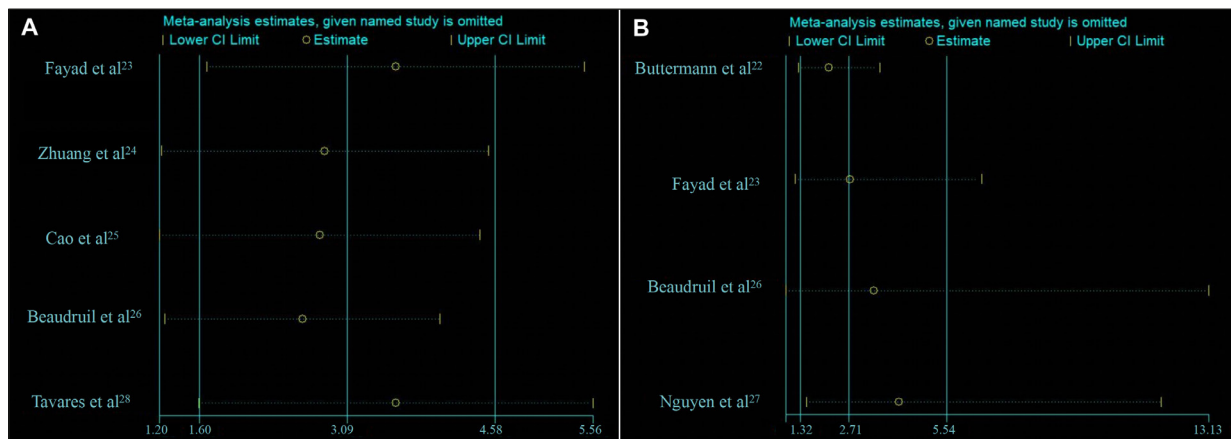 A
Meta-analysis estimates, given named study is omitted
| Lower CI Limit ○ Estimate | Upper CI Limit
Fayad et al²³
Zhuang et al²⁴
Cao et al²⁵
Beaudruil et al²⁶
Tavares et al²⁸
1.20 1.60 3.09 4.58 5.56
B
Meta-analysis estimates, given named study is omitted
| Lower CI Limit ○ Estimate | Upper CI Limit
Buttermann et al²²
Fayad et al²³
Beaudruil et al²⁶
Nguyen et al²⁷
1.32 2.71 5.54 13.13